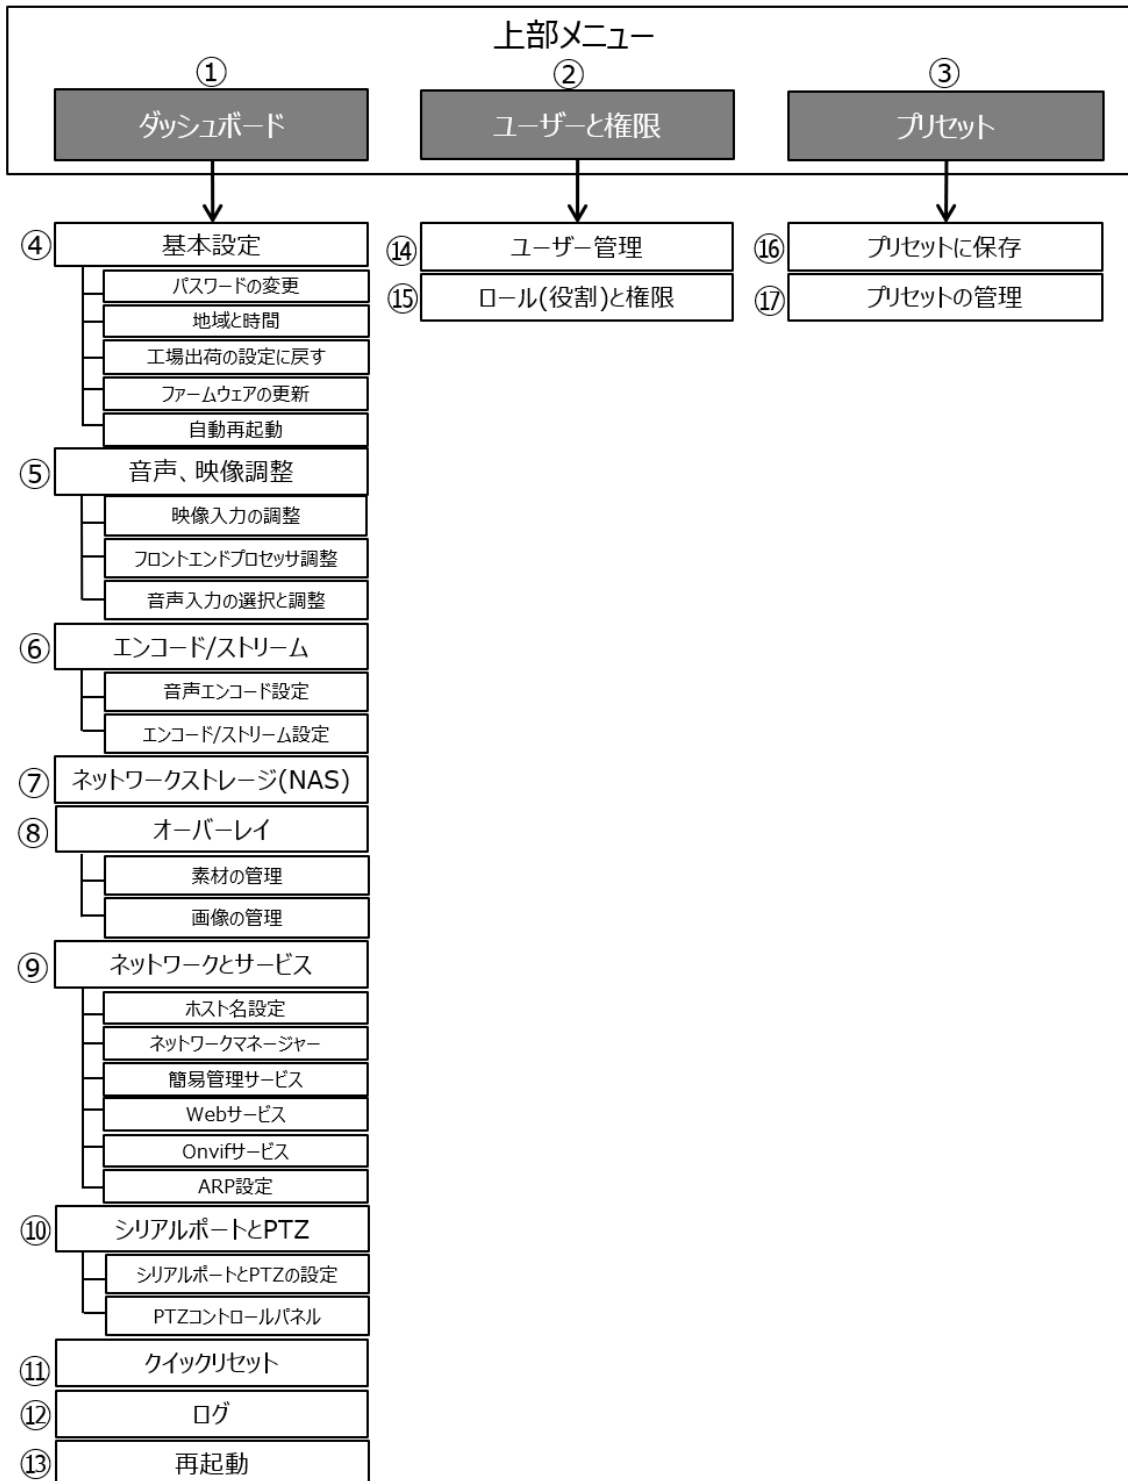 上部メニュー
① ② ③
ダッシュボード ユーザーと権限 プリセット
④ 基本設定
パスワードの変更
地域と時間
工場出荷の設定に戻す
ファームウェアの更新
自動再起動
⑤ 音声、映像調整
映像入力の調整
フロントエンドプロセッサ調整
音声入力の選択と調整
⑥ エンコード/ストリーム
音声エンコード設定
エンコード/ストリーム設定
⑦ ネットワークストレージ(NAS)
⑧ オーバーレイ
素材の管理
画像の管理
⑨ ネットワークとサービス
ホスト名設定
ネットワークマネージャー
簡易管理サービス
Webサービス
Onvifサービス
ARP設定
⑩ シリアルポートとPTZ
シリアルポートとPTZの設定
PTZコントロールパネル
⑪ クイックリセット
⑫ ログ
⑬ 再起動
⑭ ユーザー管理
⑮ ロール(役割)と権限
⑯ プリセットに保存
⑰ プリセットの管理